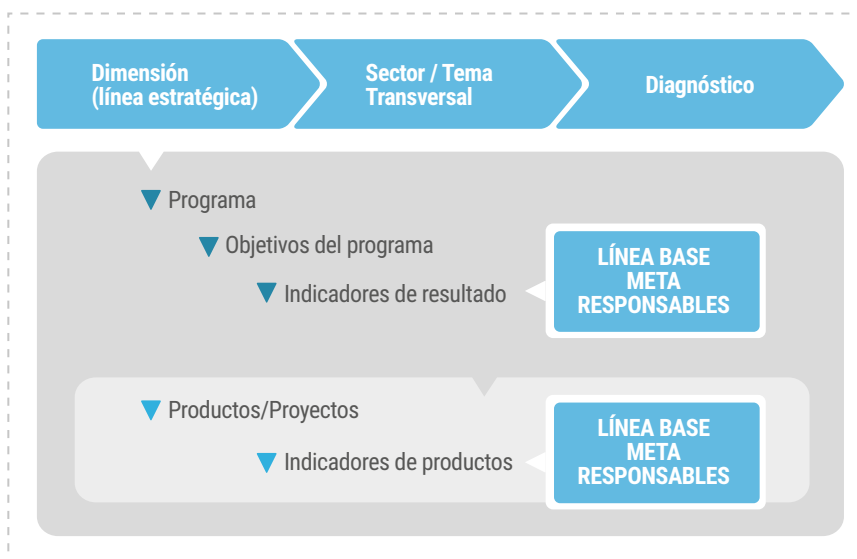 Dimensión
(línea estratégica)
Sector / Tema
Transversal
Diagnóstico
Programa
Objetivos del programa
Indicadores de resultado
LÍNEA BASE
META
RESPONSABLES
Productos/Proyectos
Indicadores de productos
LÍNEA BASE
META
RESPONSABLES